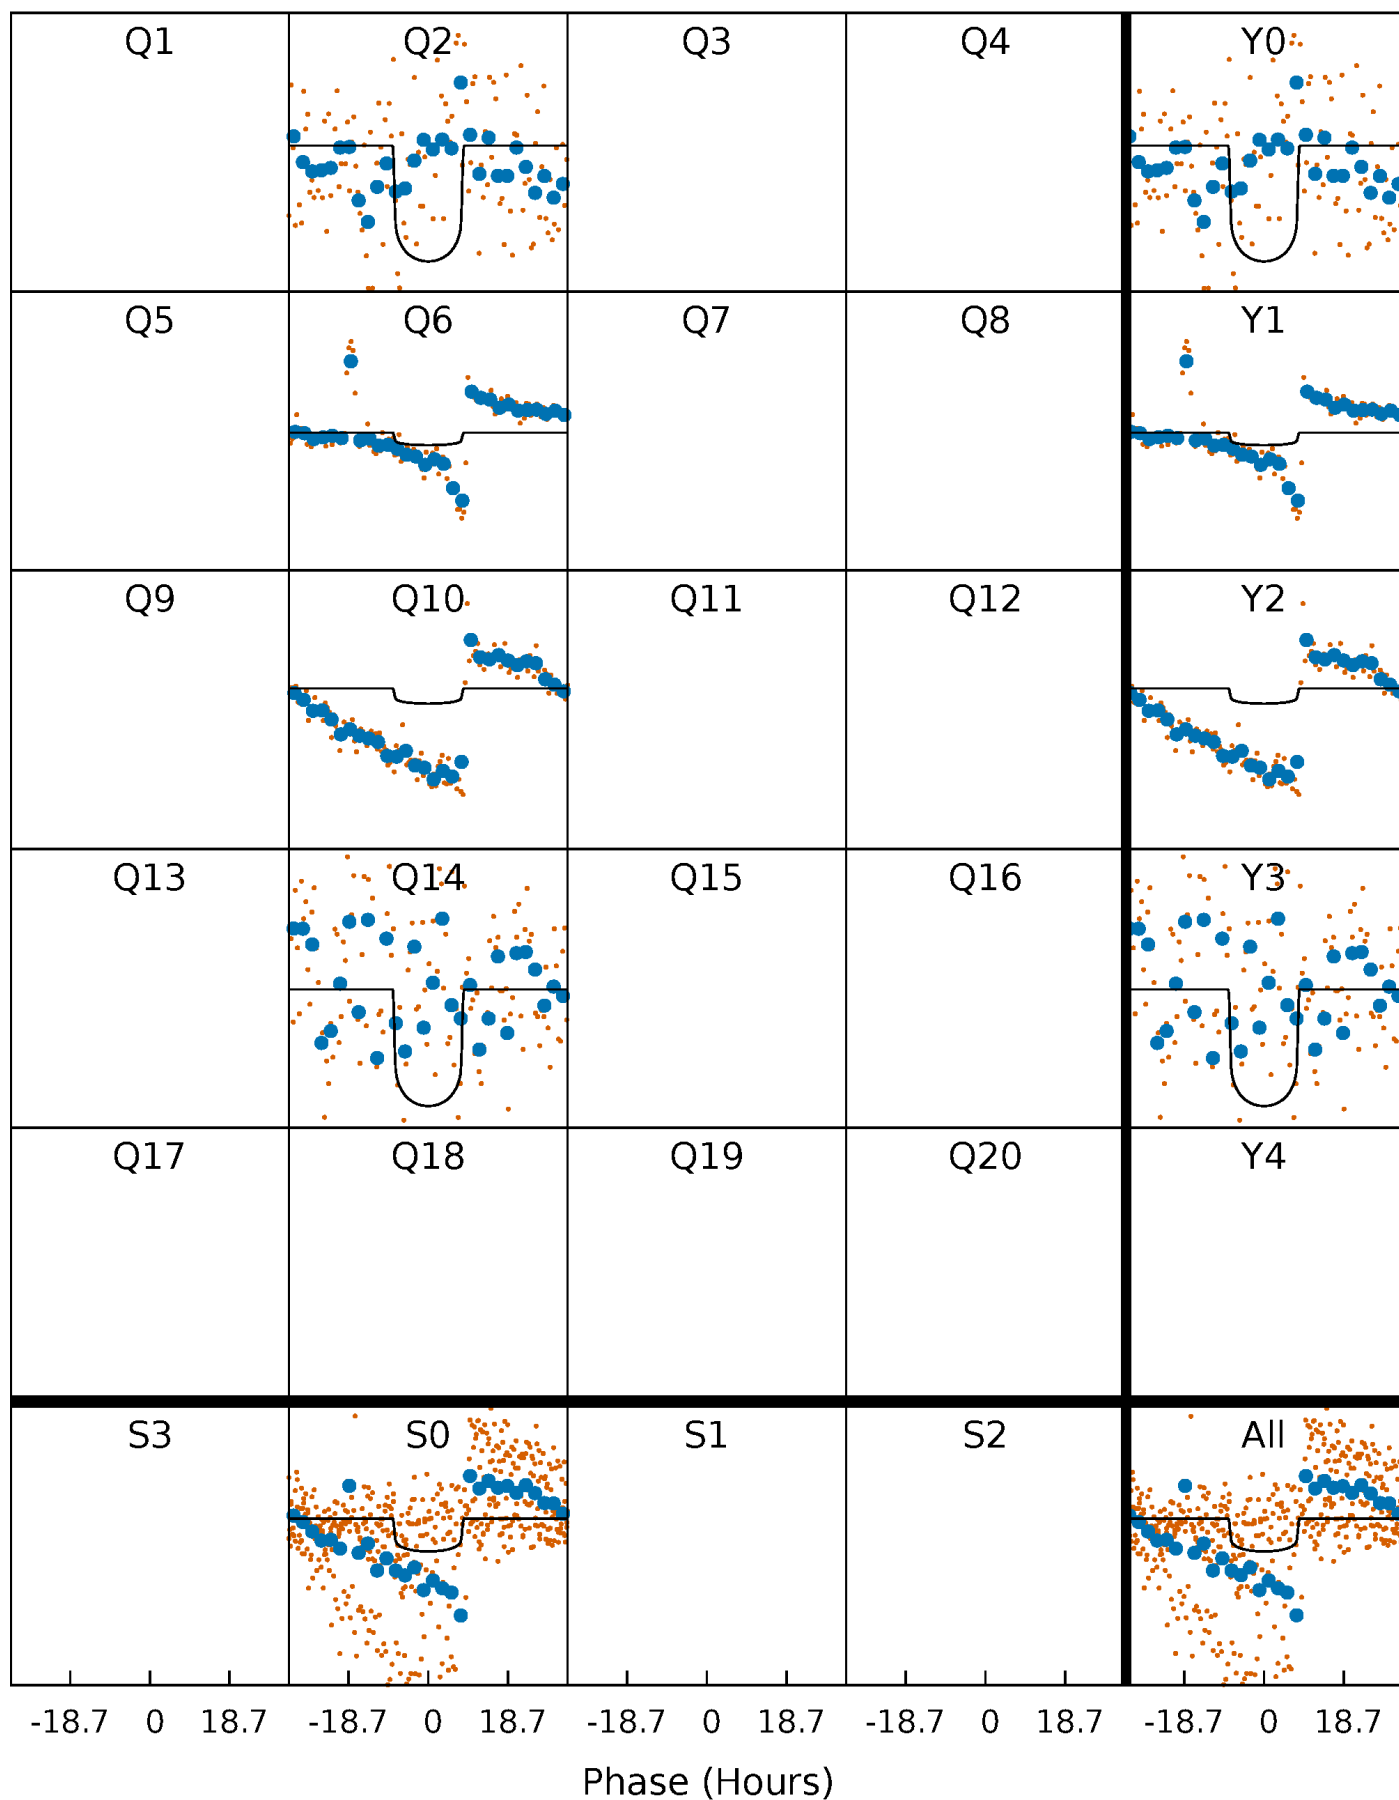 Q1 Q2 Q3 Q4 Y0
Q5 Q6 Q7 Q8 Y1
Q9 Q10 Q11 Q12 Y2
Q13 Q14 Q15 Q16 Y3
Q17 Q18 Q19 Q20 Y4
S3 S0 S1 S2 All
-18.7 0 18.7 -18.7 0 18.7 -18.7 0 18.7 -18.7 0 18.7 -18.7 0 18.7
Phase (Hours)